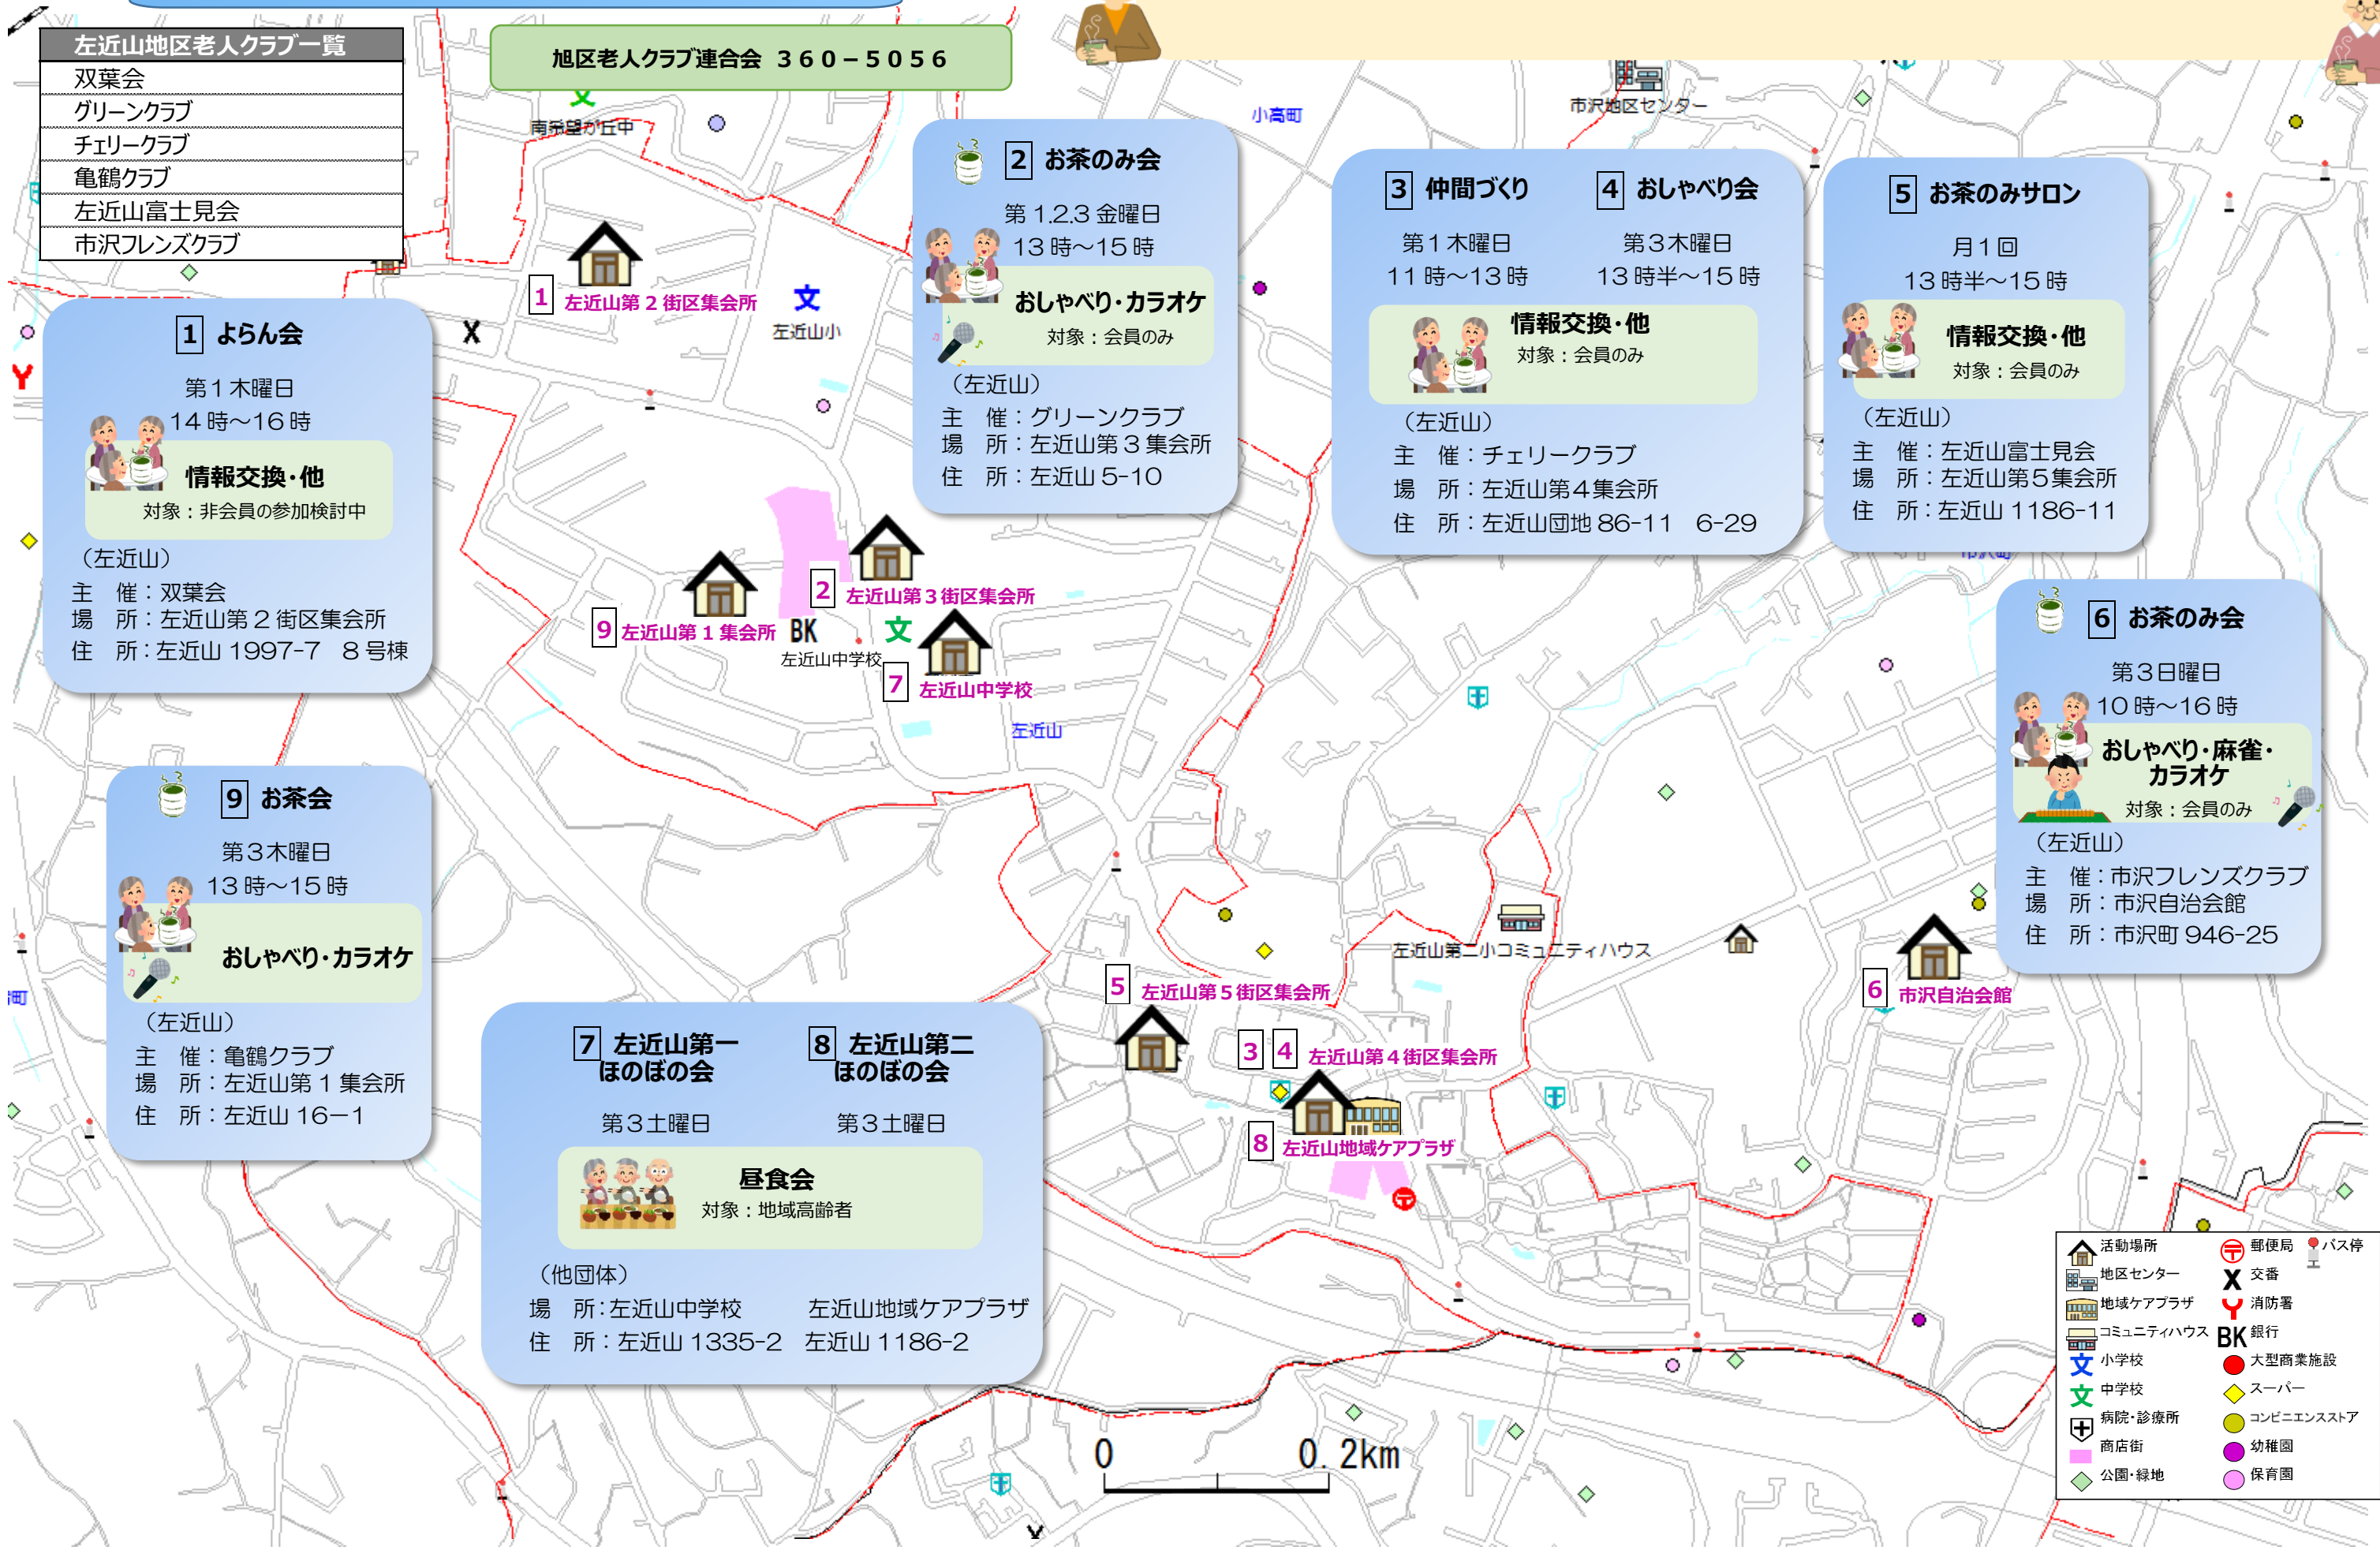 左近山地区老人クラブ一覧
双葉会
グリーンクラブ
チェリークラブ
亀鶴クラブ
左近山富士見会
市沢フレンズクラブ
旭区老人クラブ連合会 360-5056
南希望が丘中
小高町
市沢地区センター
1 よらん会
第1木曜日
14時～16時
情報交換・他
対象：非会員の参加検討中
（左近山）
主 催：双葉会
場 所：左近山第2街区集会所
住 所：左近山1997-7 8号棟
1 左近山第2街区集会所
左近山小
2 お茶のみ会
第1.2.3金曜日
13時～15時
おしゃべり・カラオケ
対象：会員のみ
（左近山）
主 催：グリーンクラブ
場 所：左近山第3集会所
住 所：左近山5-10
3 仲間づくり
第1木曜日
11時～13時
4 おしゃべり会
第3木曜日
13時半～15時
情報交換・他
対象：会員のみ
（左近山）
主 催：チェリークラブ
場 所：左近山第4集会所
住 所：左近山団地86-11 6-29
5 お茶のみサロン
月1回
13時半～15時
情報交換・他
対象：会員のみ
（左近山）
主 催：左近山富士見会
場 所：左近山第5集会所
住 所：左近山1186-11
2 左近山第3街区集会所
9 左近山第1集会所
BK
文
左近山中学校
7 左近山中学校
左近山
6 お茶のみ会
第3日曜日
10時～16時
おしゃべり・麻雀・
カラオケ
対象：会員のみ
（左近山）
主 催：市沢フレンズクラブ
場 所：市沢自治会館
住 所：市沢町946-25
9 お茶会
第3木曜日
13時～15時
おしゃべり・カラオケ
（左近山）
主 催：亀鶴クラブ
場 所：左近山第1集会所
住 所：左近山16－1
左近山第二小コミュニティハウス
5 左近山第5街区集会所
6 市沢自治会館
3 4 左近山第4街区集会所
8 左近山地域ケアプラザ
7 左近山第一
ほのぼの会
第3土曜日
8 左近山第二
ほのぼの会
第3土曜日
昼食会
対象：地域高齢者
（他団体）
場 所：左近山中学校 左近山地域ケアプラザ
住 所：左近山1335-2 左近山1186-2
0 0.2km
活動場所
地区センター
地域ケアプラザ
コミュニティハウス
文 小学校
文 中学校
病院・診療所
商店街
公園・緑地
郵便局
バス停
X 交番
消防署
BK 銀行
大型商業施設
スーパー
コンビニエンスストア
幼稚園
保育園